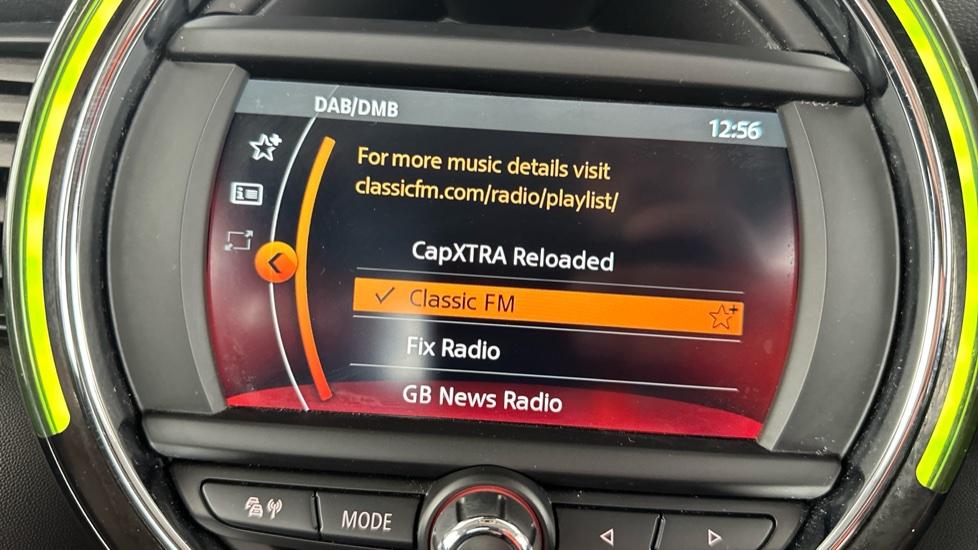 DAB/DMB
12:56
For more music details visit
classicfm.com/radio/playlist/
CapXTRA Reloaded
Classic FM
Fix Radio
GB News Radio
MODE